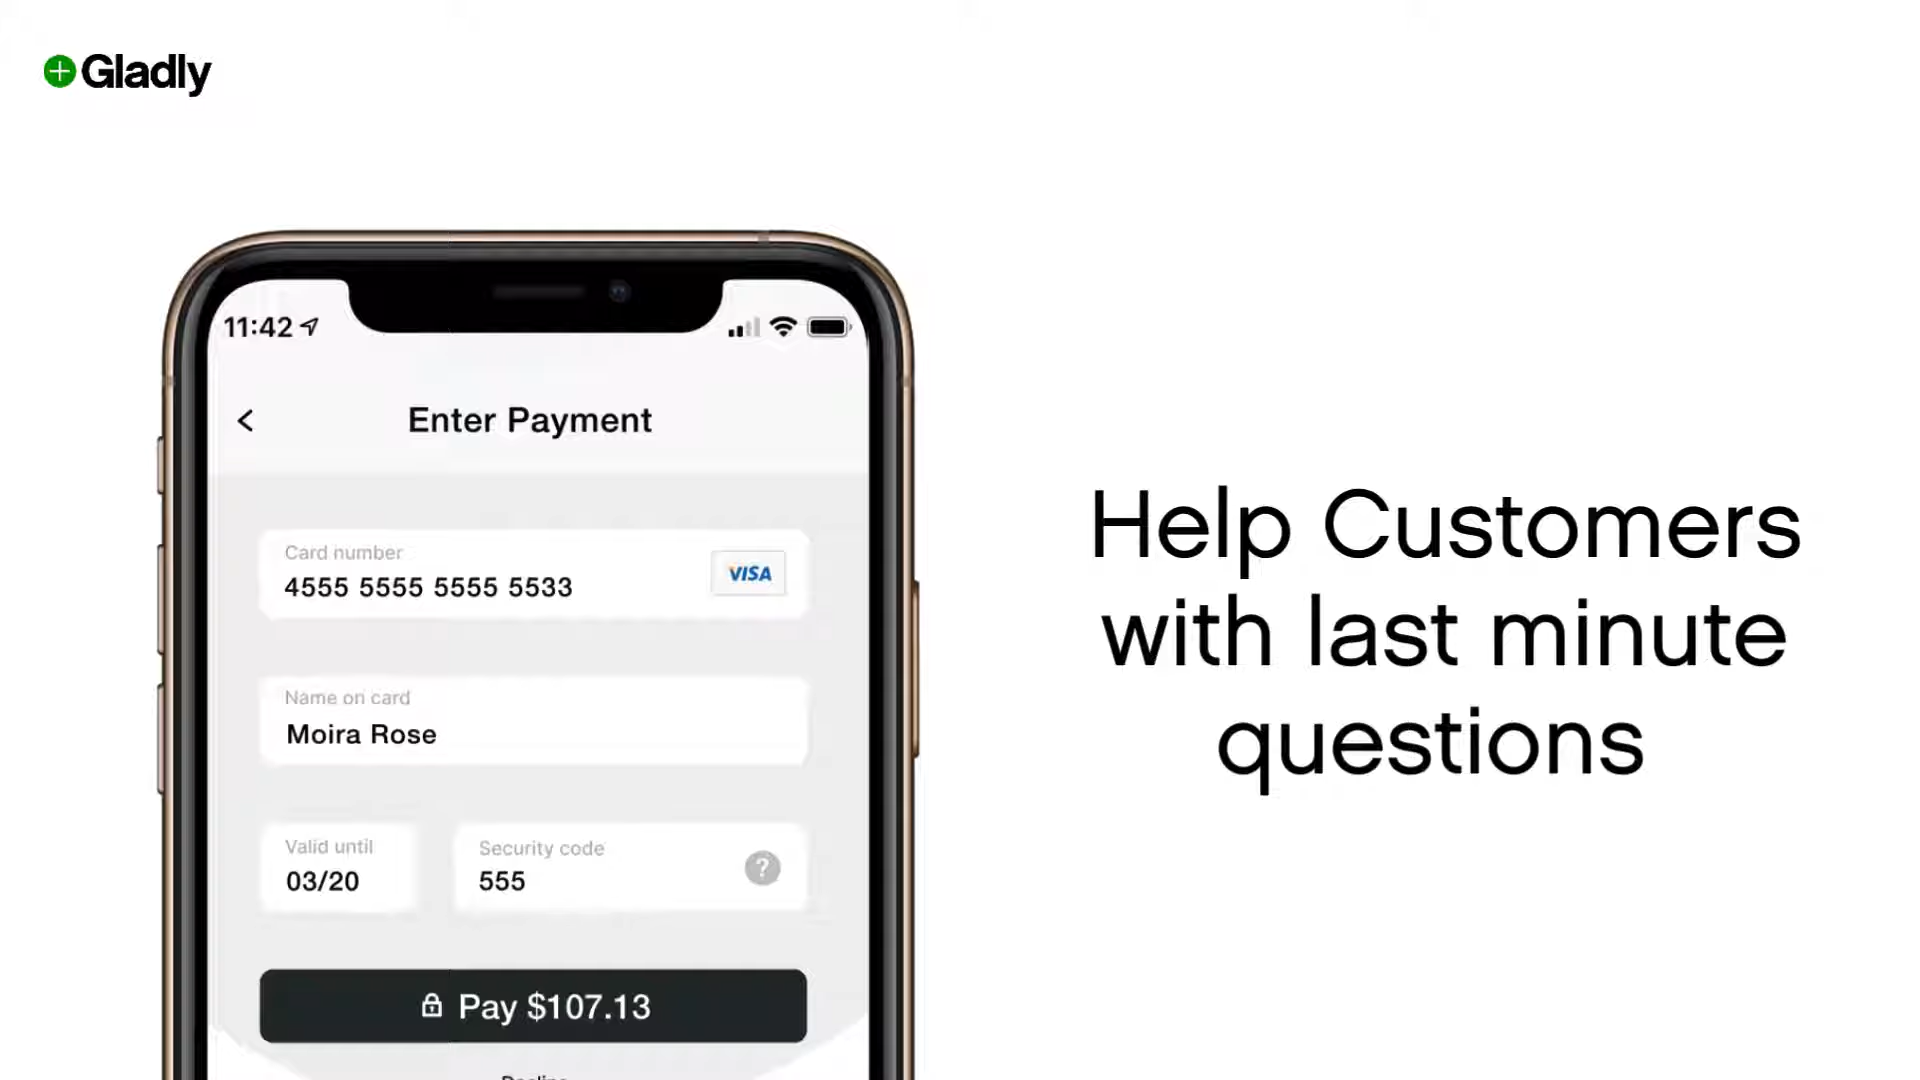 Gladly
11:42
Enter Payment
Card number
4555 5555 5555 5533
VISA
Name on card
Moira Rose
Valid until
03/20
Security code
555
?
Pay $107.13
Help Customers
with last minute
questions